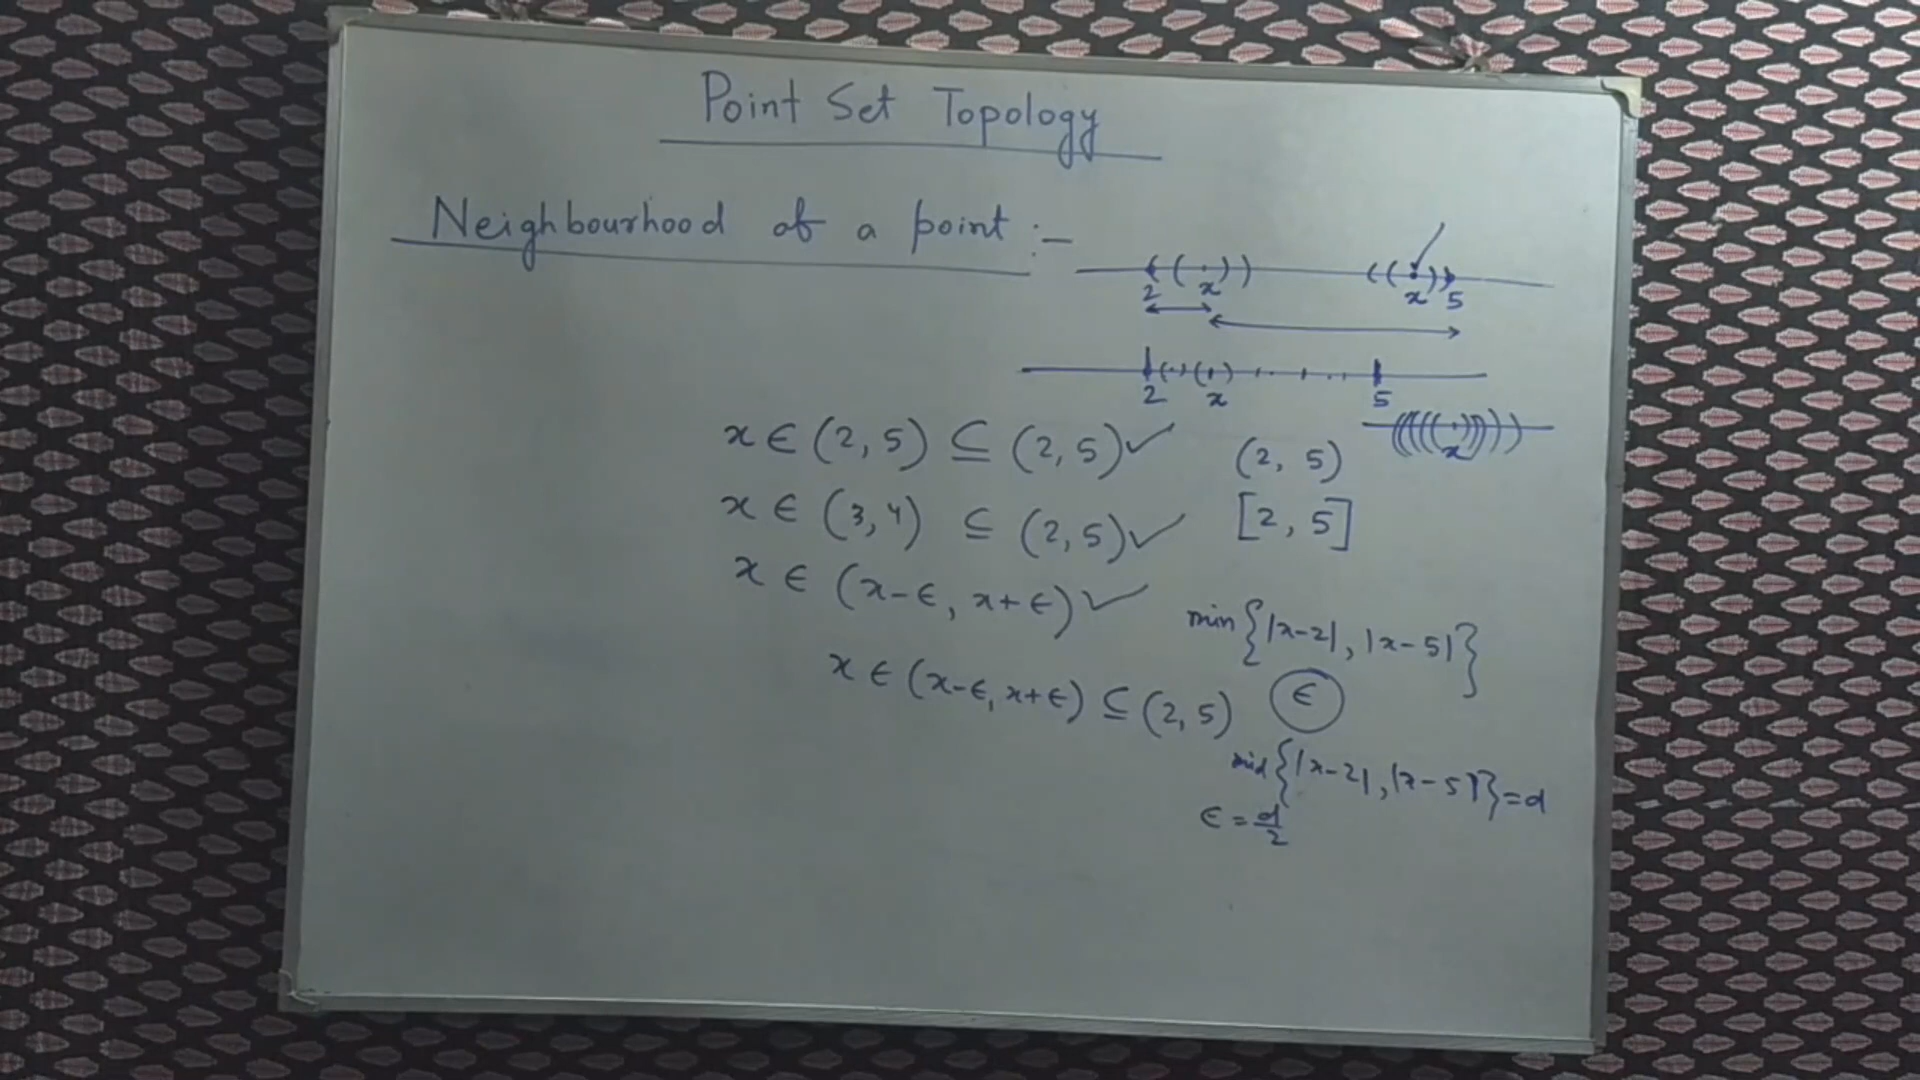 Point Set Topology
Neighbourhood of a point :-
2 x x 5
2 x 5
x
x ∈ (2, 5) ⊆ (2, 5) ✓ (2, 5)
x ∈ (3, 4) ⊆ (2, 5) ✓ [2, 5]
x ∈ (x-ϵ, x+ϵ) ✓
min {|x-2|, |x-5|}
x ∈ (x-ϵ, x+ϵ) ⊆ (2, 5) ϵ
{|x-2|, |x-5|} = d
ϵ = d/2